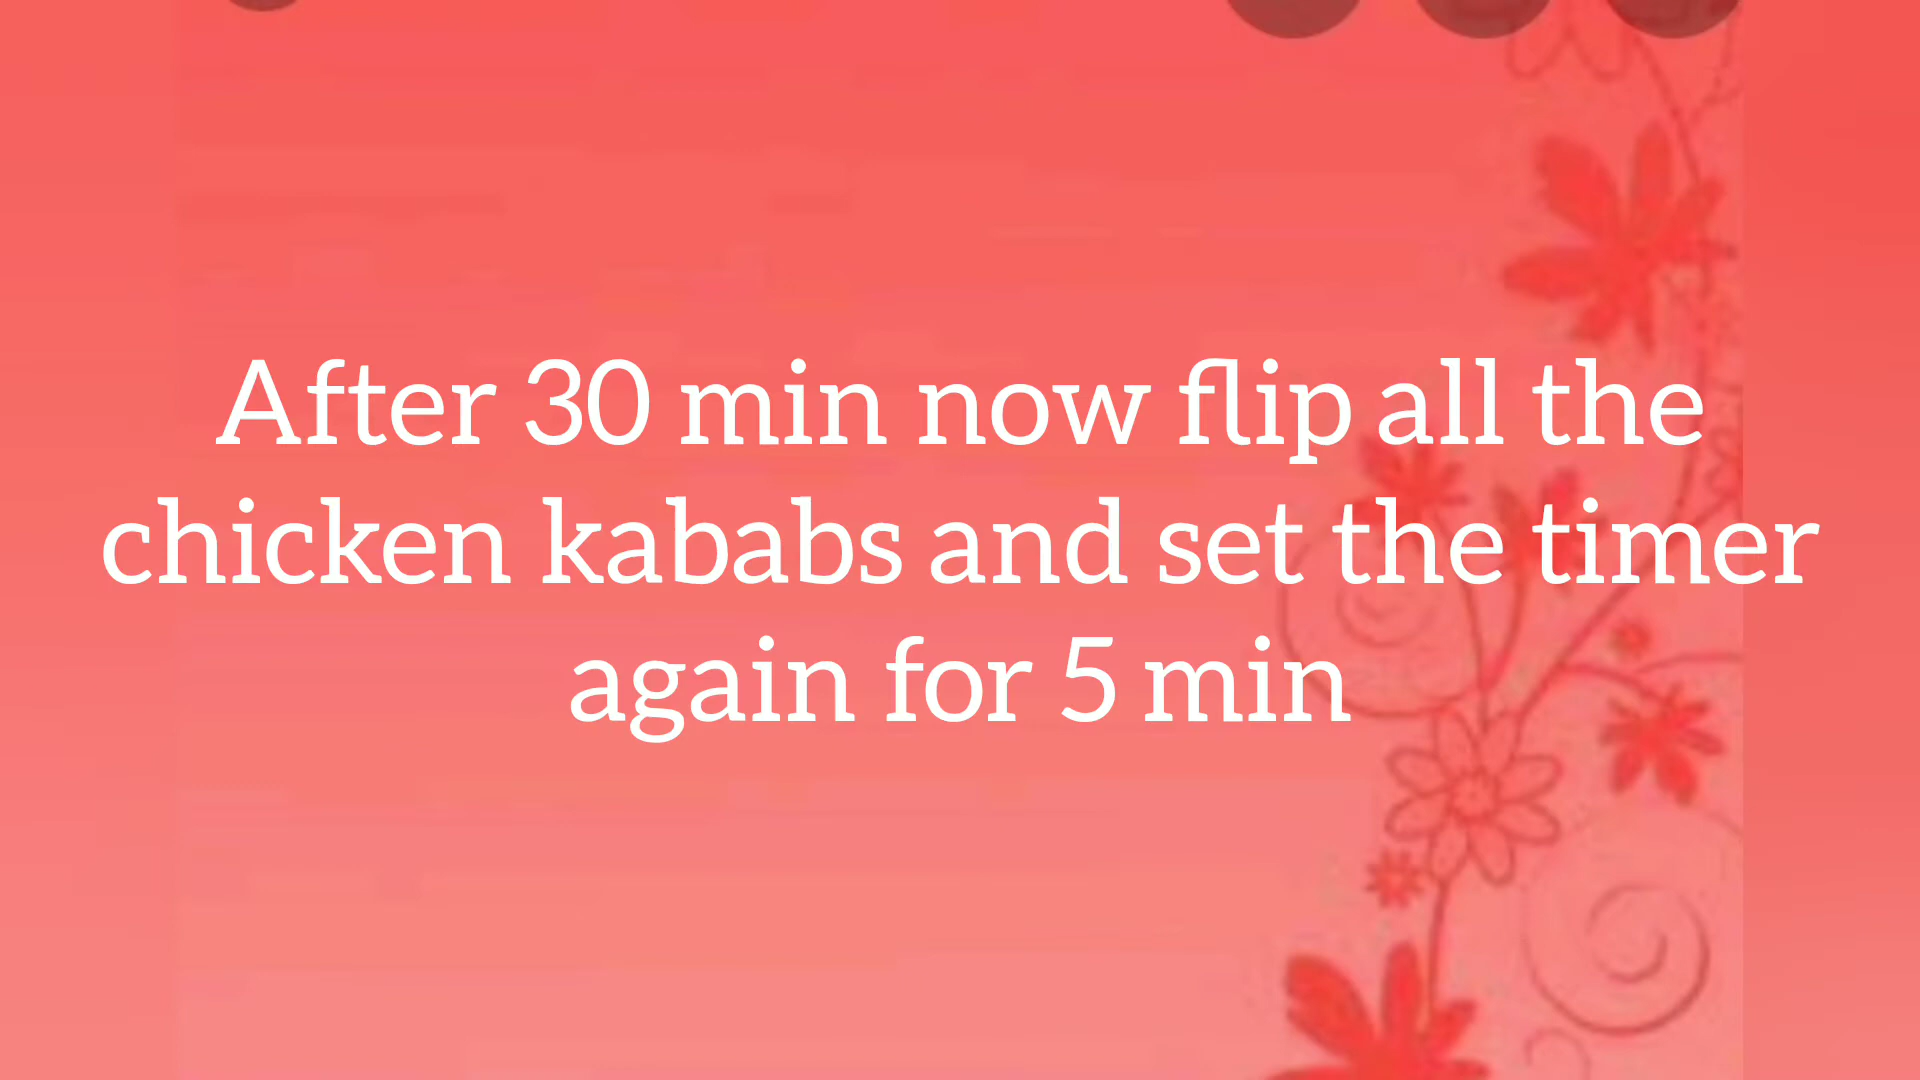 After 30 min now flip all the
chicken kababs and set the timer
again for 5 min